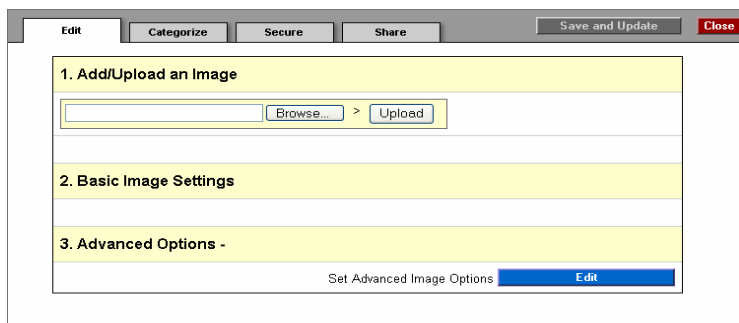 Edit Categorize Secure Share Save and Update Close
1. Add/Upload an Image
Browse... > Upload
2. Basic Image Settings
3. Advanced Options -
Set Advanced Image Options Edit